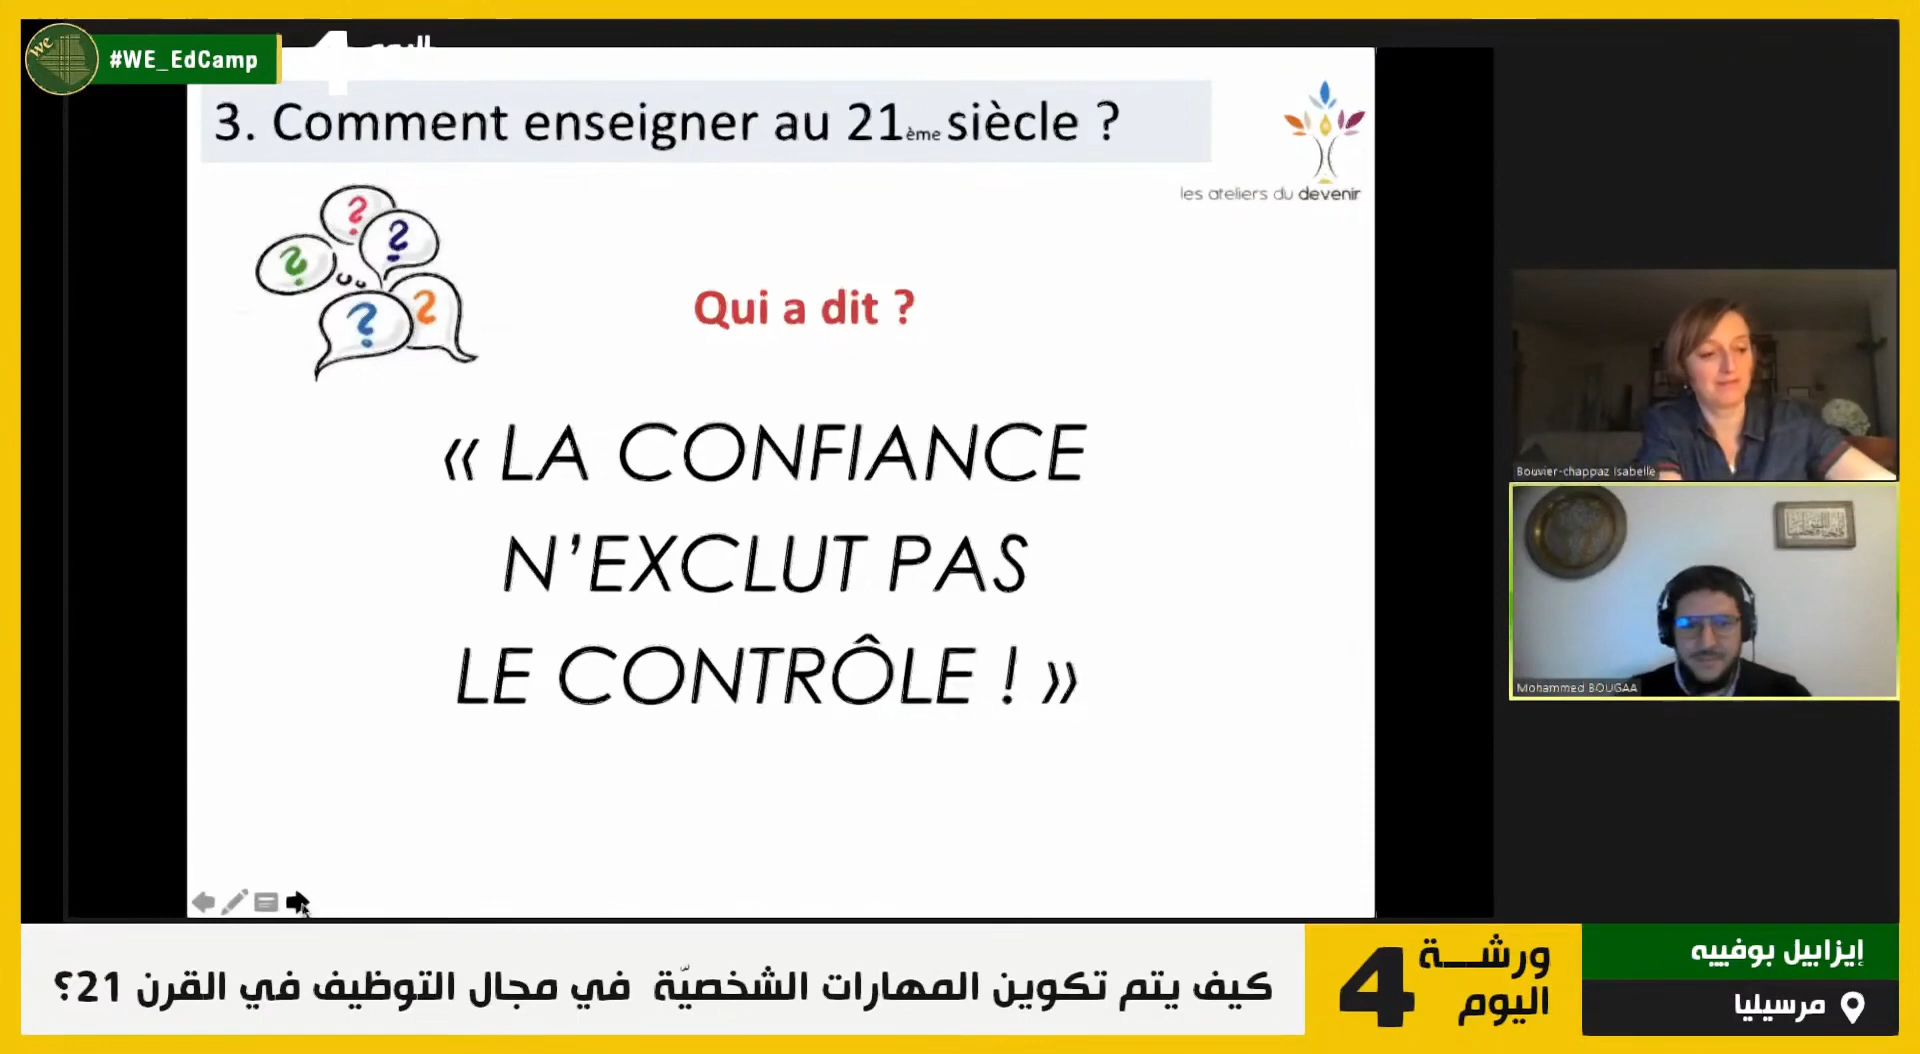 we
#WE_EdCamp
3. Comment enseigner au 21ème siècle ?
les ateliers du devenir
? ? ? ? ?
Qui a dit ?
« LA CONFIANCE
N’EXCLUT PAS
LE CONTRÔLE ! »
Bouvier-chappaz Isabelle
Mohammed BOUGAA
إيزابيل بوفييه
مرسيليا
ورشة
اليوم
4
كيف يتم تكوين المهارات الشخصيّة في مجال التوظيف في القرن 21؟